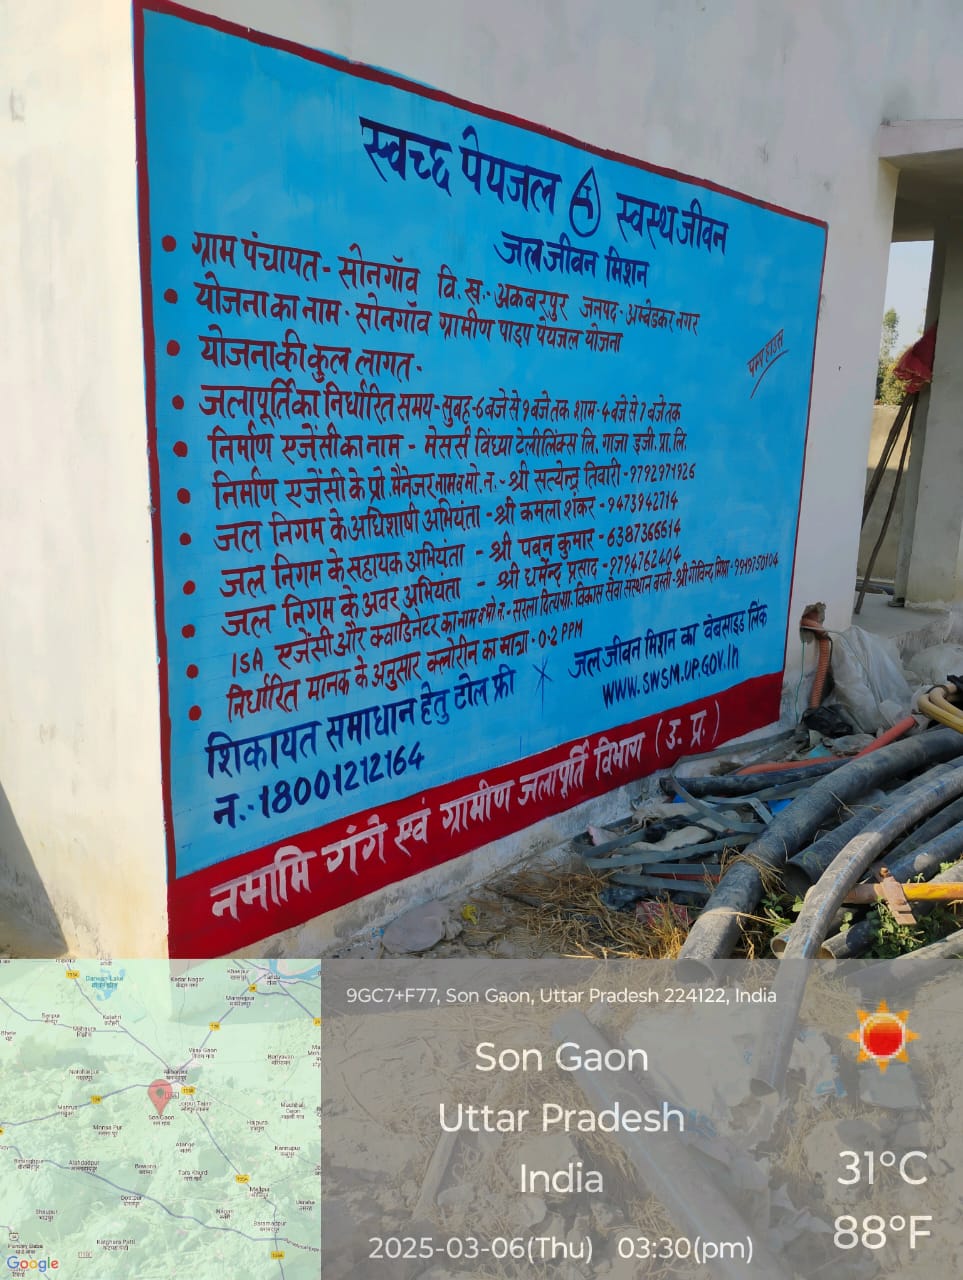 स्वच्छ पेयजल स्वस्थ जीवन
जल जीवन मिशन
ग्राम पंचायत - सोनगॉव वि. ख. - अकबरपुर जनपद - अम्बेडकर नगर
योजना का नाम - सोनगॉव ग्रामीण पाइप पेयजल योजना
योजना की कुल लागत -
पम्प हाउस
जलापूर्ति का निर्धारित समय - सुबह - 6 बजे से 9 बजे तक शाम - 4 बजे से 7 बजे तक
निर्माण एजेंसी का नाम - मेसर्स विंध्या टेलीलिंक्स लि. गाजा इंजी. प्रा. लि.
निर्माण एजेंसी के प्रो. मैनेजर नाम व मो. न. - श्री सत्येन्द्र तिवारी - 9792971926
जल निगम के अधिशाषी अभियंता - श्री कमला शंकर - 9473942714
जल निगम के सहायक अभियंता - श्री पवन कुमार - 6387366614
जल निगम के अवर अभियंता - श्री धर्मेन्द्र प्रसाद - 9794762404
ISA एजेंसी और क्वाडिनेटर का नाम व मो न. - सरला दित्य ग्रा. विकास सेवा संस्थान बस्ती - श्री गोविन्द मिश्रा -
निर्धारित मानक के अनुसार क्लोरीन का मात्रा - 0.2 PPM
शिकायत समाधान हेतु टोल फ्री
न. - 18001212164
जल जीवन मिशन का वेबसाइड लिंक
WWW.SWSM.UP.GOV.IN
नमामि गंगे एवं ग्रामीण जलापूर्ति विभाग (उ. प्र.)
9GC7+F77, Son Gaon, Uttar Pradesh 224122, India
Son Gaon
Uttar Pradesh
India
2025-03-06(Thu) 03:30(pm)
31°C
88°F
Google